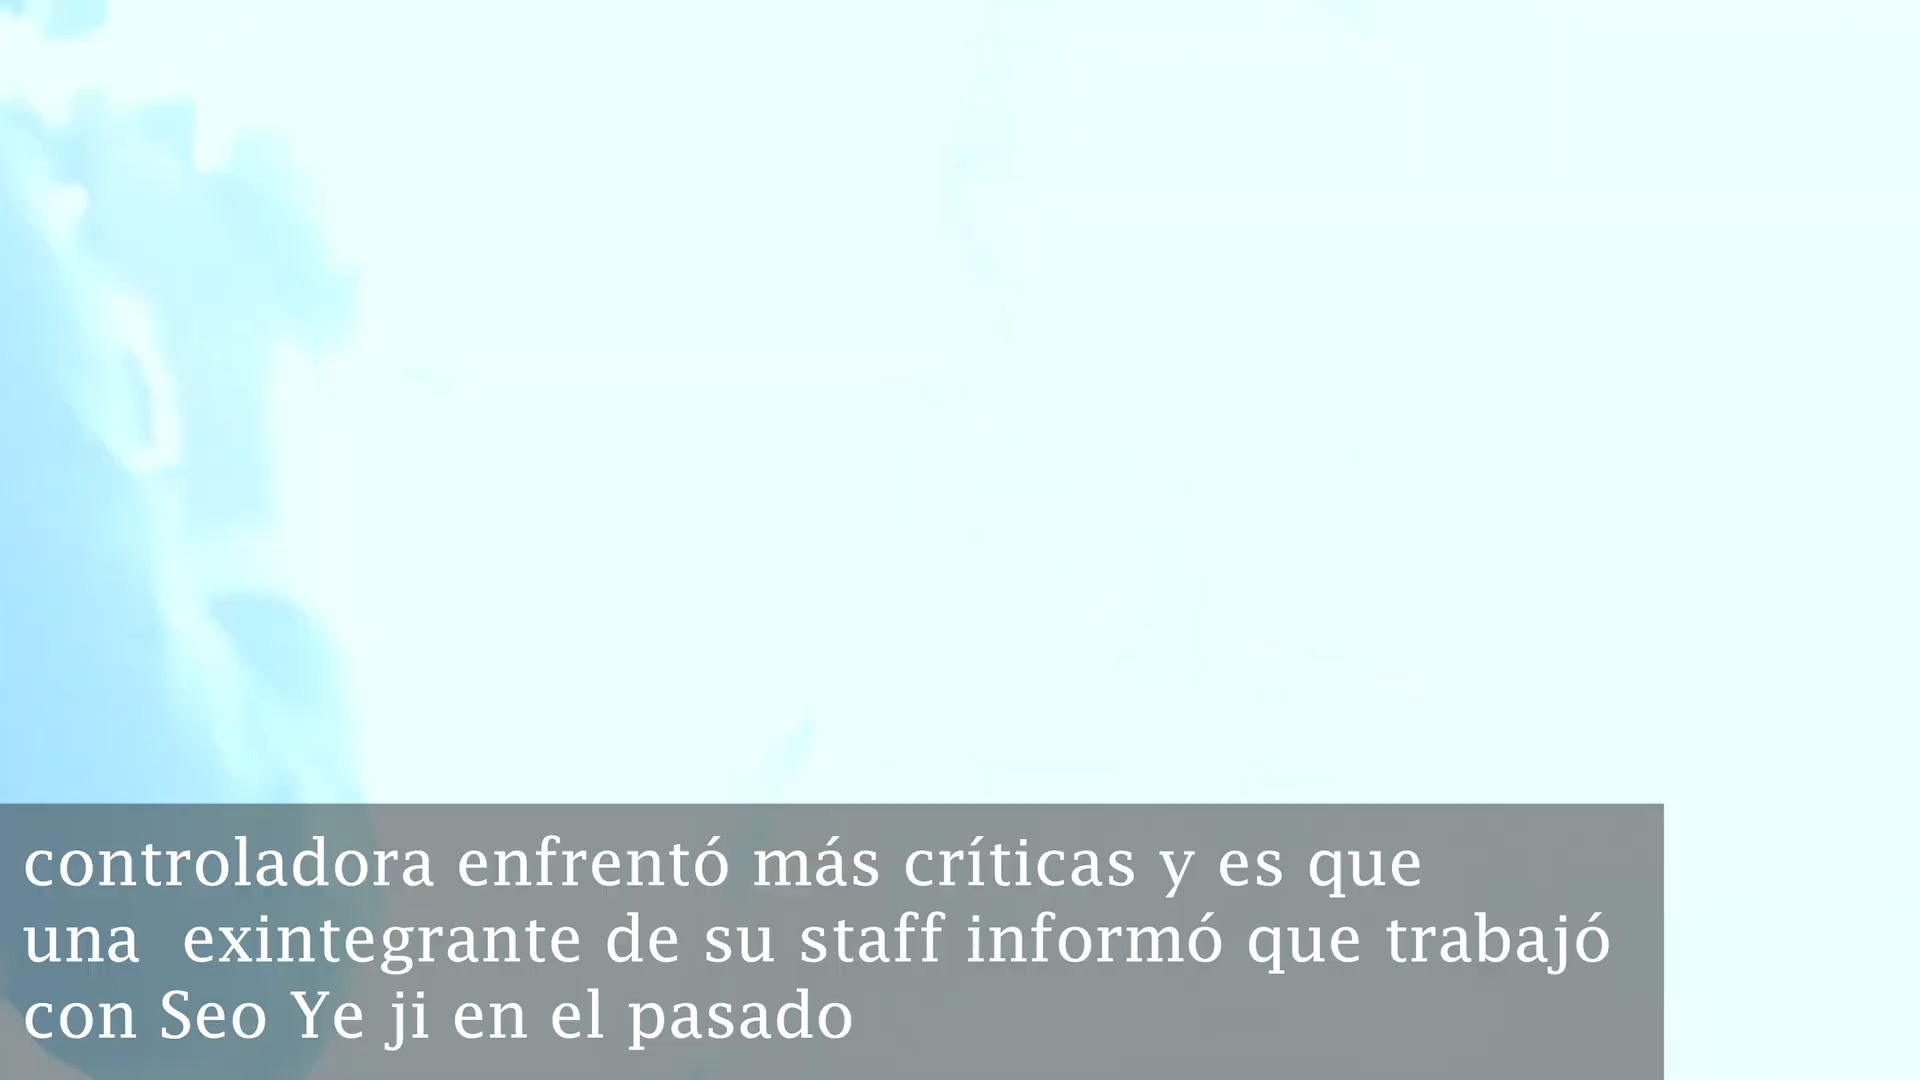 controladora enfrentó más críticas y es que
una  exintegrante de su staff informó que trabajó
con Seo Ye ji en el pasado